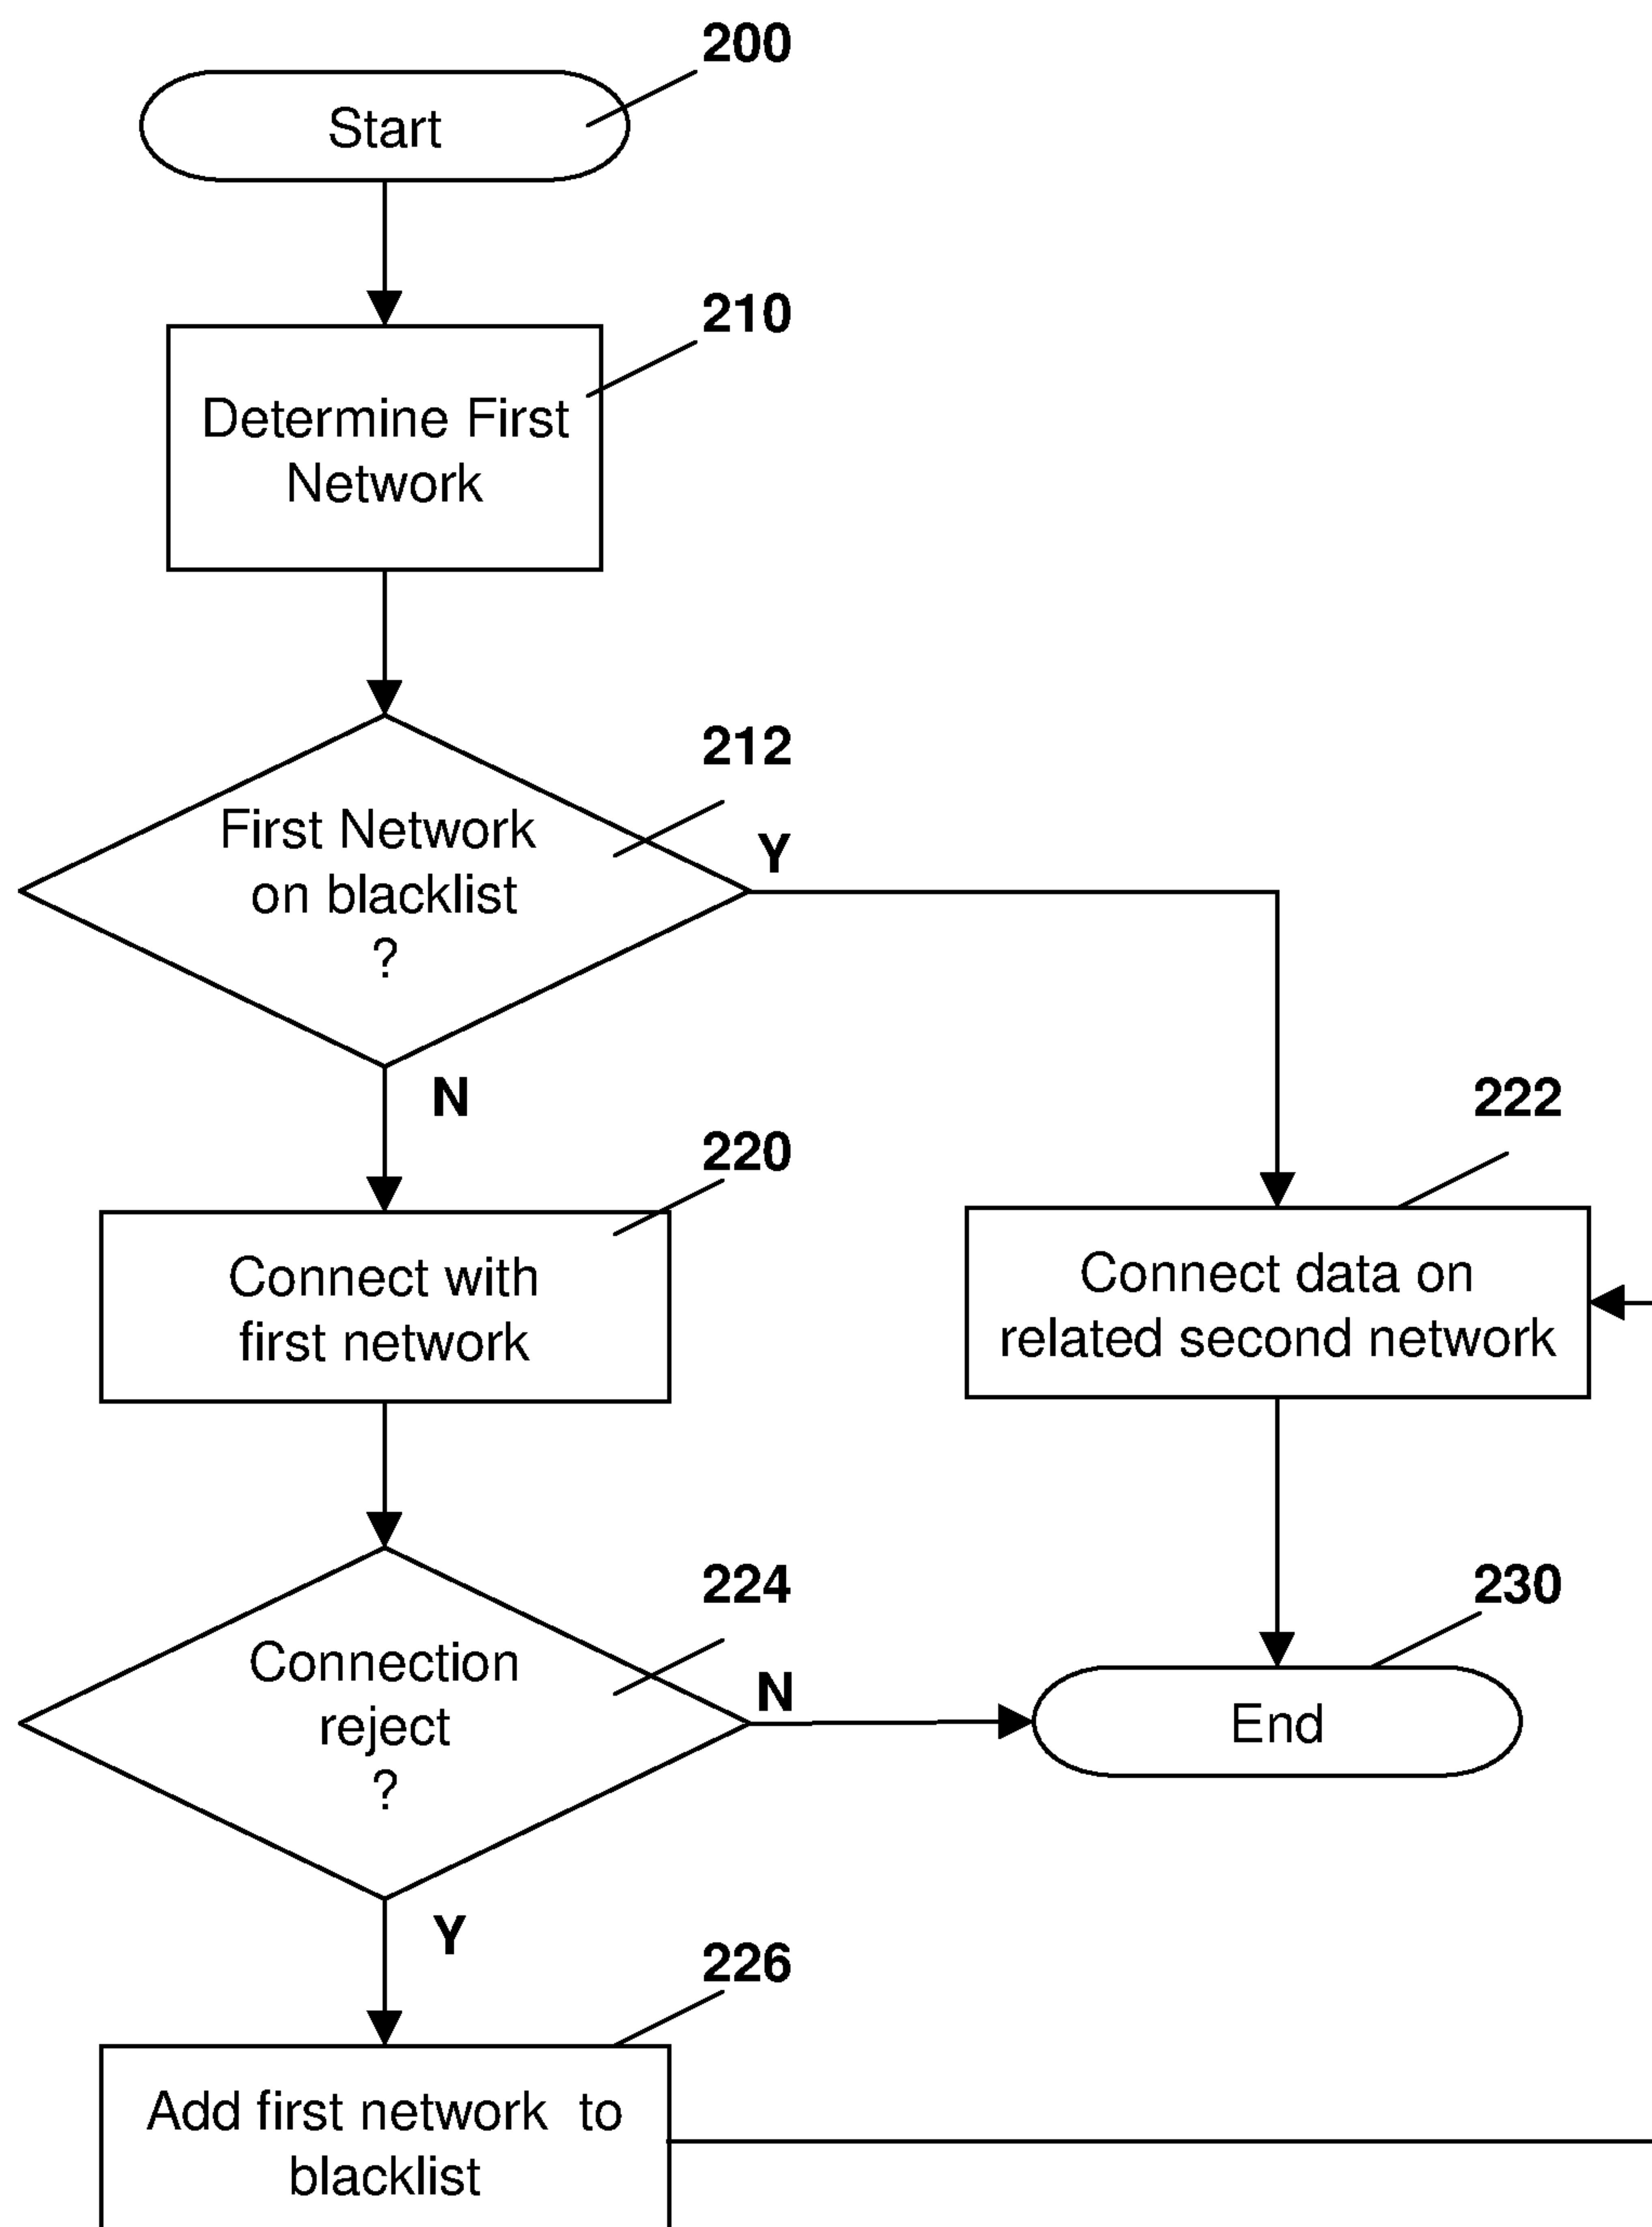 200
Start
210
Determine First
Network
212
First Network
on blacklist
?
Y
N
220
Connect with
first network
222
Connect data on
related second network
224
Connection
reject
?
N
230
End
Y
226
Add first network to
blacklist